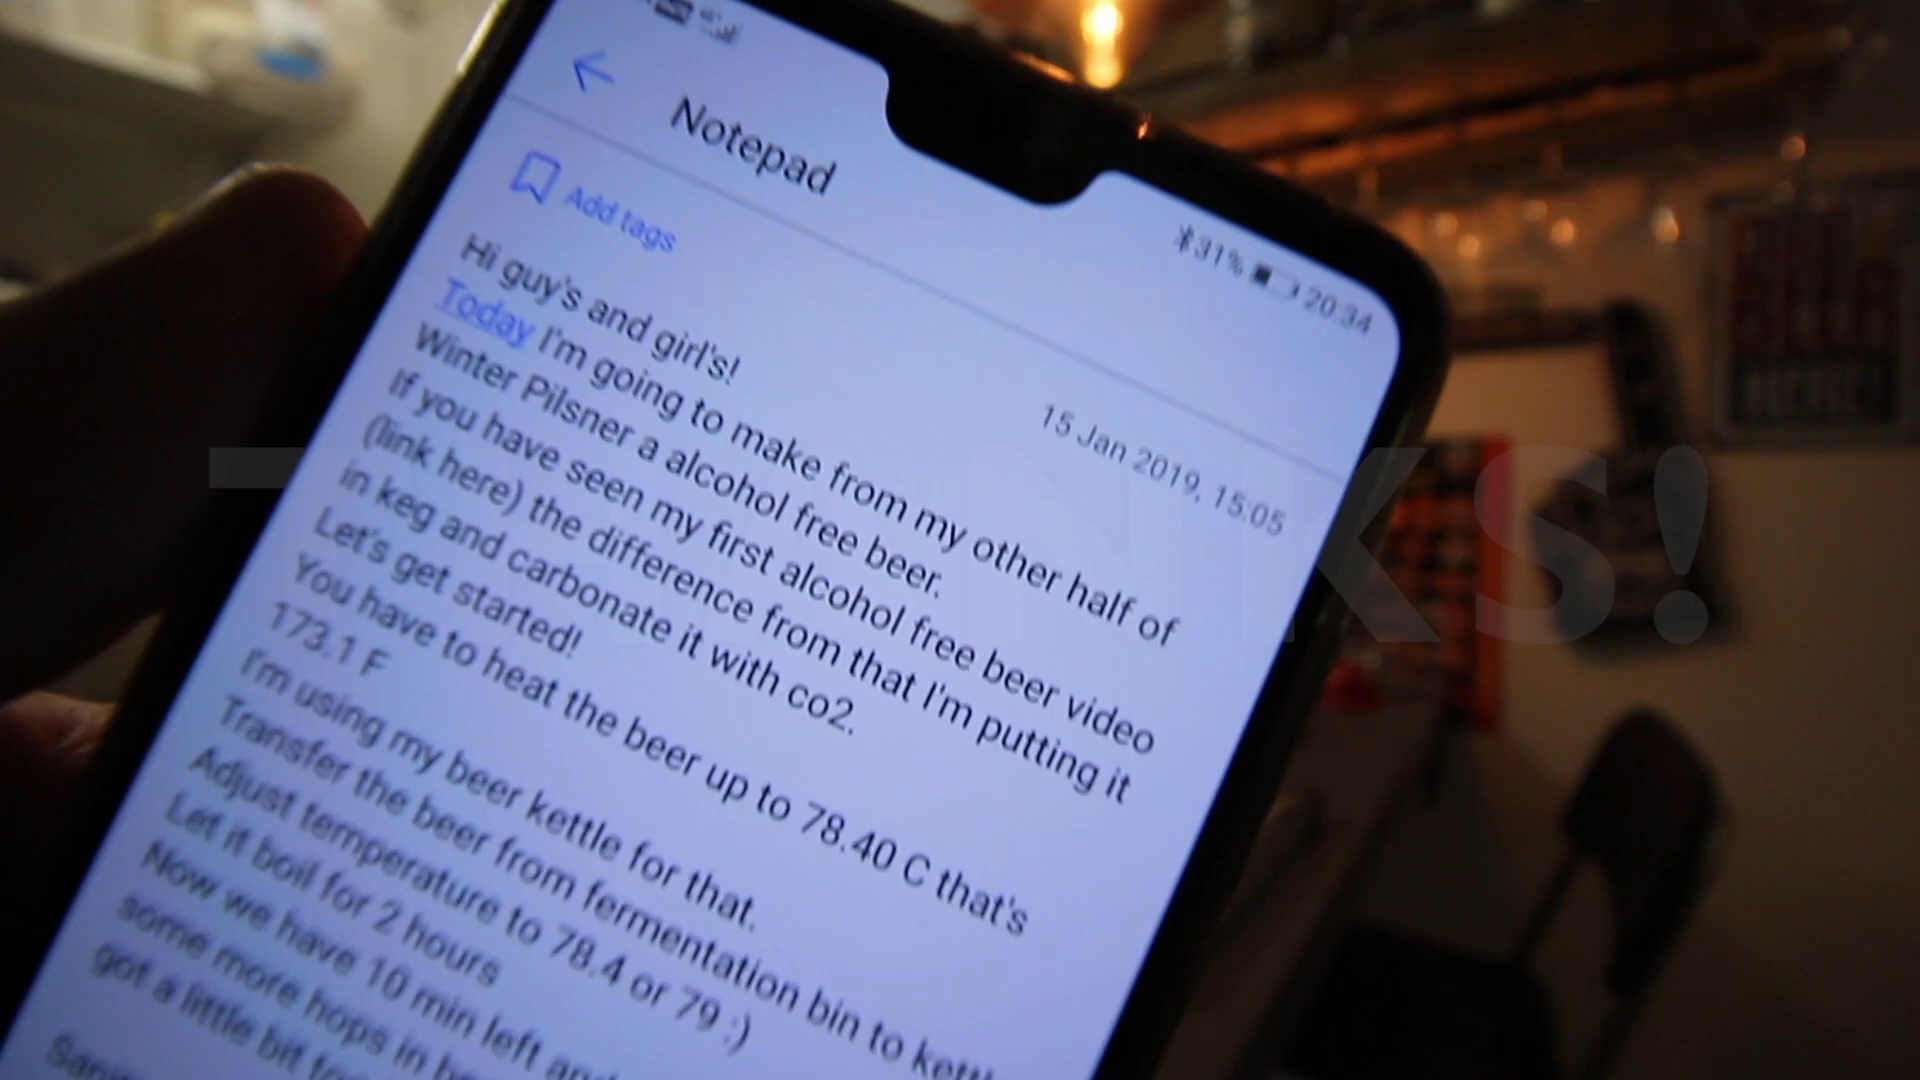 Notepad
31% 20:34
Add tags
15 Jan 2019, 15:05
Hi guy's and girl's!
Today I'm going to make from my other half of
Winter Pilsner a alcohol free beer.
If you have seen my first alcohol free beer video
(link here) the difference from that I'm putting it
in keg and carbonate it with co2.
Let's get started!
You have to heat the beer up to 78.40 C that's
173.1 F
I'm using my beer kettle for that.
Transfer the beer from fermentation bin to
Adjust temperature to 78.4 or 79 :)
Let it boil for 2 hours
Now we have 10 min left
some more hops in
got a little bit